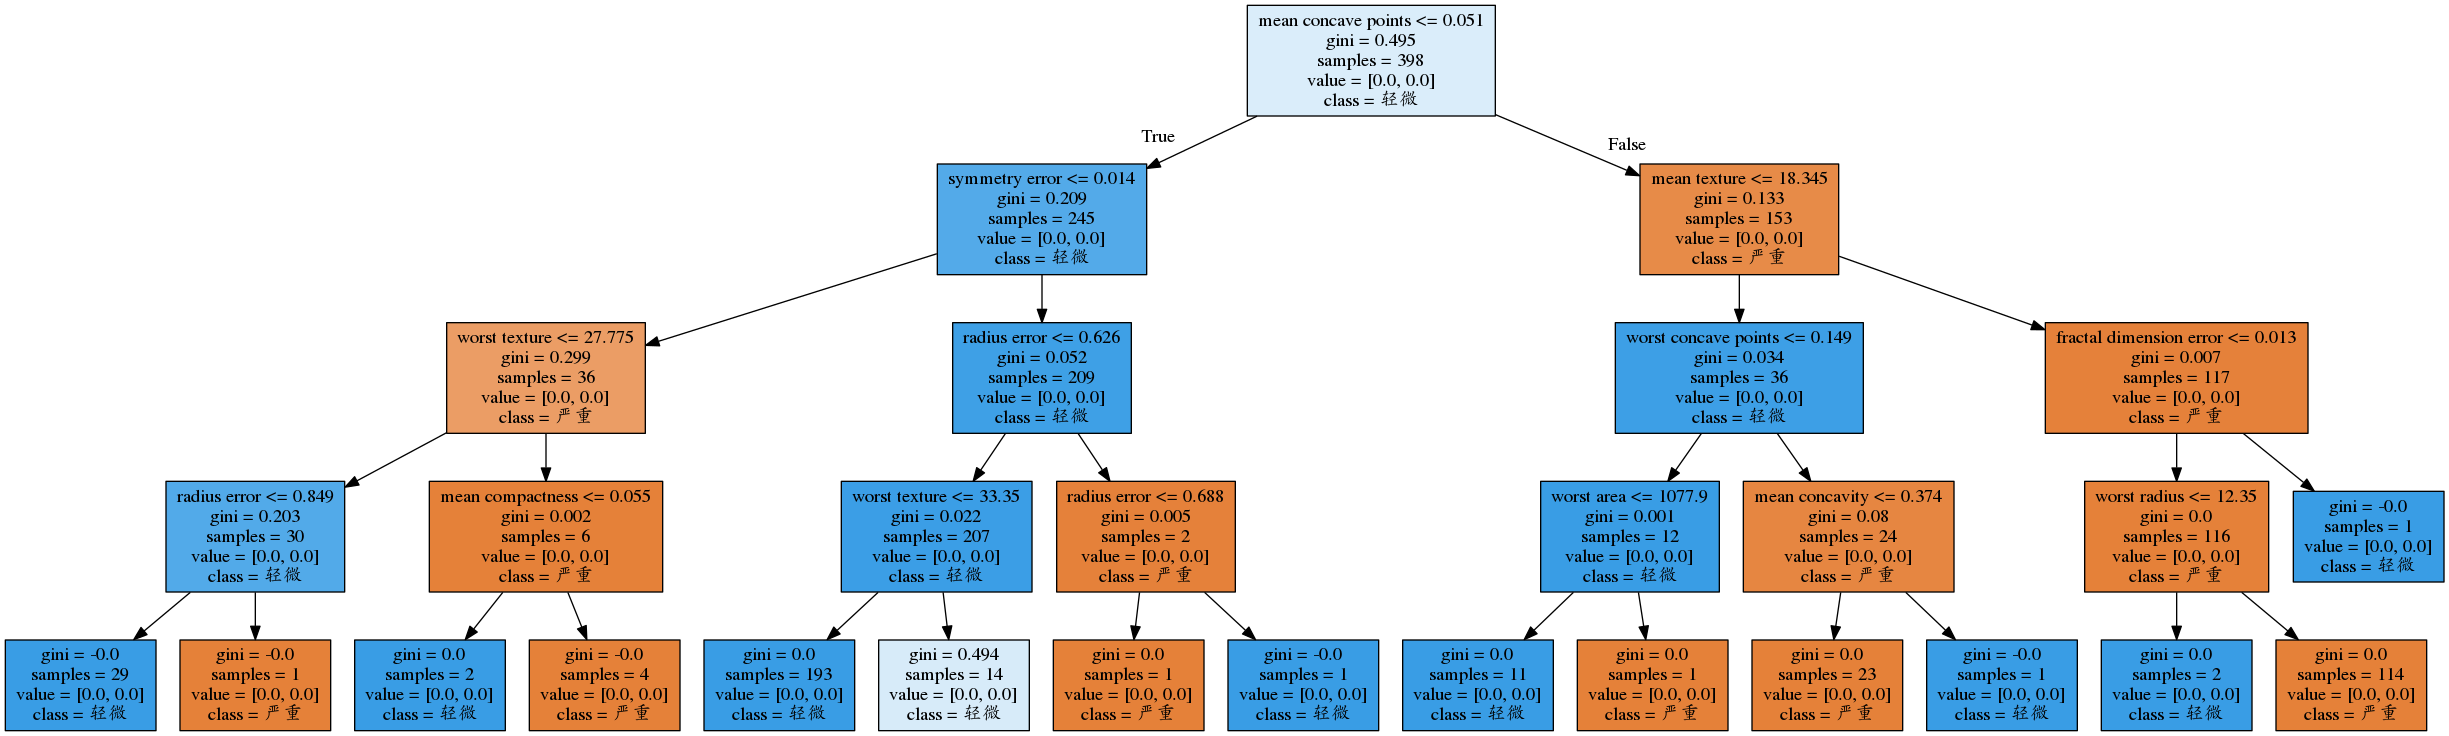 mean concave points <= 0.051
gini = 0.495
samples = 398
value = [0.0, 0.0]
class = 轻微
True
False
symmetry error <= 0.014
gini = 0.209
samples = 245
value = [0.0, 0.0]
class = 轻微
mean texture <= 18.345
gini = 0.133
samples = 153
value = [0.0, 0.0]
class = 严重
worst texture <= 27.775
gini = 0.299
samples = 36
value = [0.0, 0.0]
class = 严重
radius error <= 0.626
gini = 0.052
samples = 209
value = [0.0, 0.0]
class = 轻微
worst concave points <= 0.149
gini = 0.034
samples = 36
value = [0.0, 0.0]
class = 轻微
fractal dimension error <= 0.013
gini = 0.007
samples = 117
value = [0.0, 0.0]
class = 严重
radius error <= 0.849
gini = 0.203
samples = 30
value = [0.0, 0.0]
class = 轻微
mean compactness <= 0.055
gini = 0.002
samples = 6
value = [0.0, 0.0]
class = 严重
worst texture <= 33.35
gini = 0.022
samples = 207
value = [0.0, 0.0]
class = 轻微
radius error <= 0.688
gini = 0.005
samples = 2
value = [0.0, 0.0]
class = 严重
worst area <= 1077.9
gini = 0.001
samples = 12
value = [0.0, 0.0]
class = 轻微
mean concavity <= 0.374
gini = 0.08
samples = 24
value = [0.0, 0.0]
class = 严重
worst radius <= 12.35
gini = 0.0
samples = 116
value = [0.0, 0.0]
class = 严重
gini = -0.0
samples = 1
value = [0.0, 0.0]
class = 轻微
gini = -0.0
samples = 29
value = [0.0, 0.0]
class = 轻微
gini = -0.0
samples = 1
value = [0.0, 0.0]
class = 严重
gini = 0.0
samples = 2
value = [0.0, 0.0]
class = 轻微
gini = -0.0
samples = 4
value = [0.0, 0.0]
class = 严重
gini = 0.0
samples = 193
value = [0.0, 0.0]
class = 轻微
gini = 0.494
samples = 14
value = [0.0, 0.0]
class = 轻微
gini = 0.0
samples = 1
value = [0.0, 0.0]
class = 严重
gini = -0.0
samples = 1
value = [0.0, 0.0]
class = 轻微
gini = 0.0
samples = 11
value = [0.0, 0.0]
class = 轻微
gini = 0.0
samples = 1
value = [0.0, 0.0]
class = 严重
gini = 0.0
samples = 23
value = [0.0, 0.0]
class = 严重
gini = -0.0
samples = 1
value = [0.0, 0.0]
class = 轻微
gini = 0.0
samples = 2
value = [0.0, 0.0]
class = 轻微
gini = 0.0
samples = 114
value = [0.0, 0.0]
class = 严重